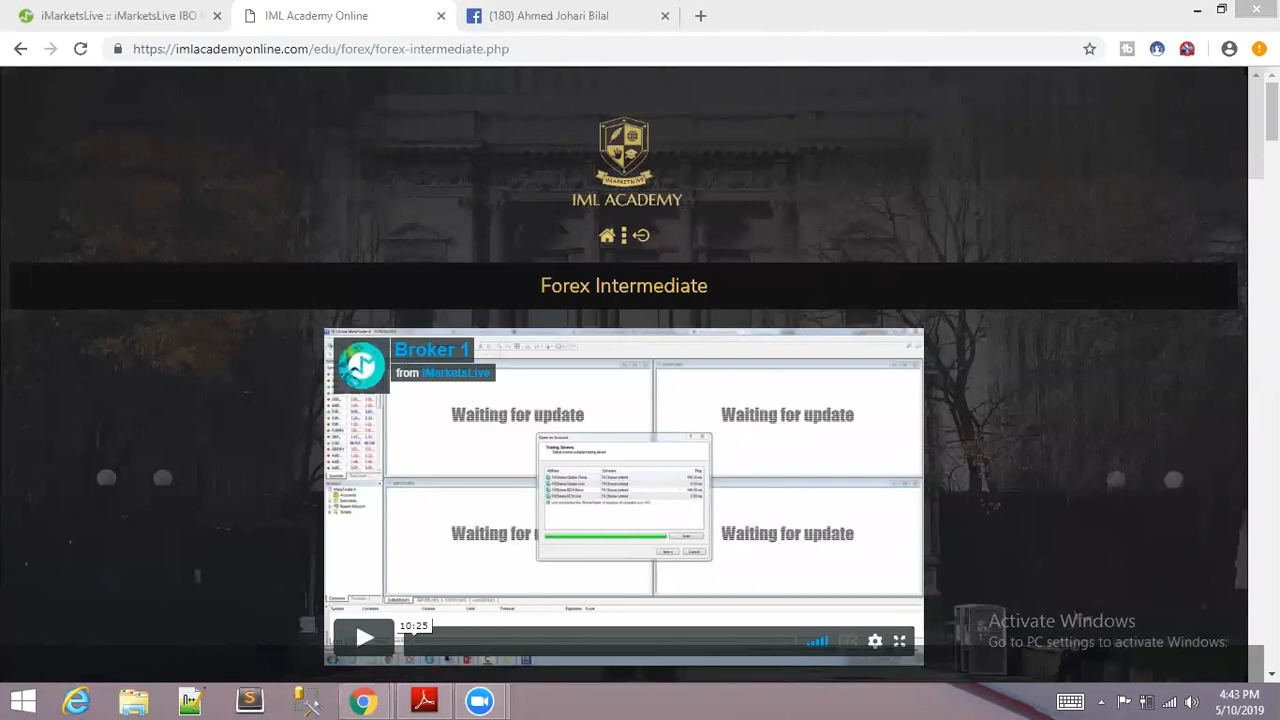 iMarketsLive :: iMarketsLive IBO
IML Academy Online
(180) Ahmed Johari Bilal
https://imlacademyonline.com/edu/forex/forex-intermediate.php
IMARKETSLIVE
IML ACADEMY
Forex Intermediate
Broker 1
from iMarketsLive
Waiting for update
Waiting for update
Waiting for
Waiting for update
10:25
Activate Windows
Go to PC settings to activate Windows.
4:43 PM
5/10/2019